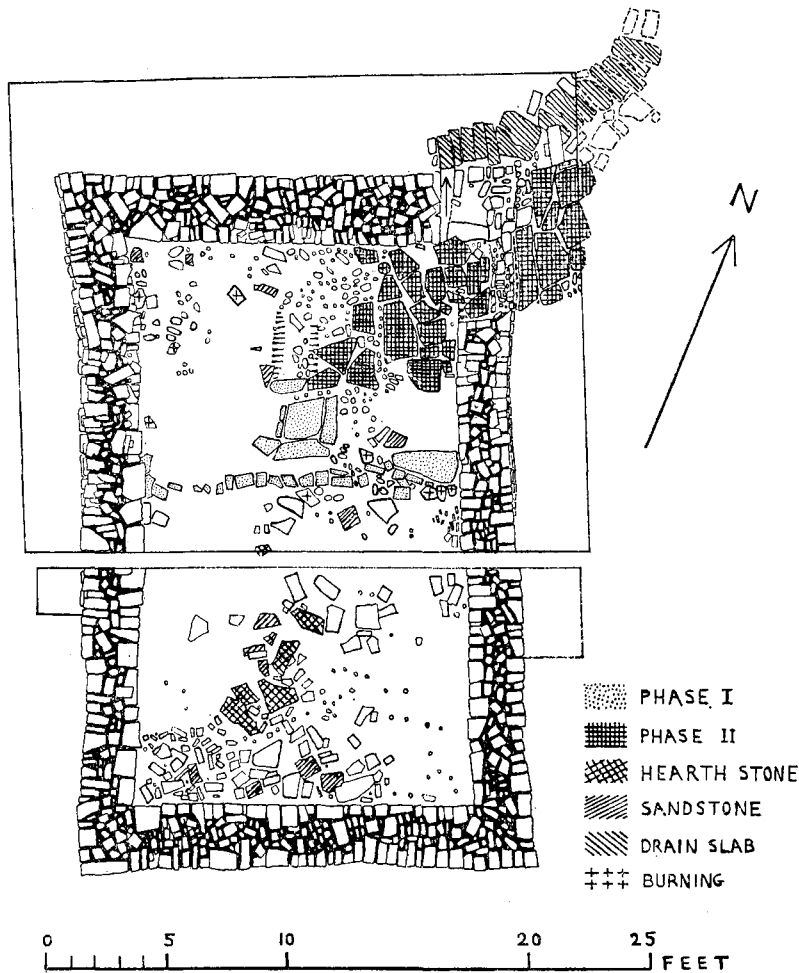 N
PHASE I
PHASE II
HEARTH STONE
SANDSTONE
DRAIN SLAB
BURNING
0 5 10 20 25
FEET